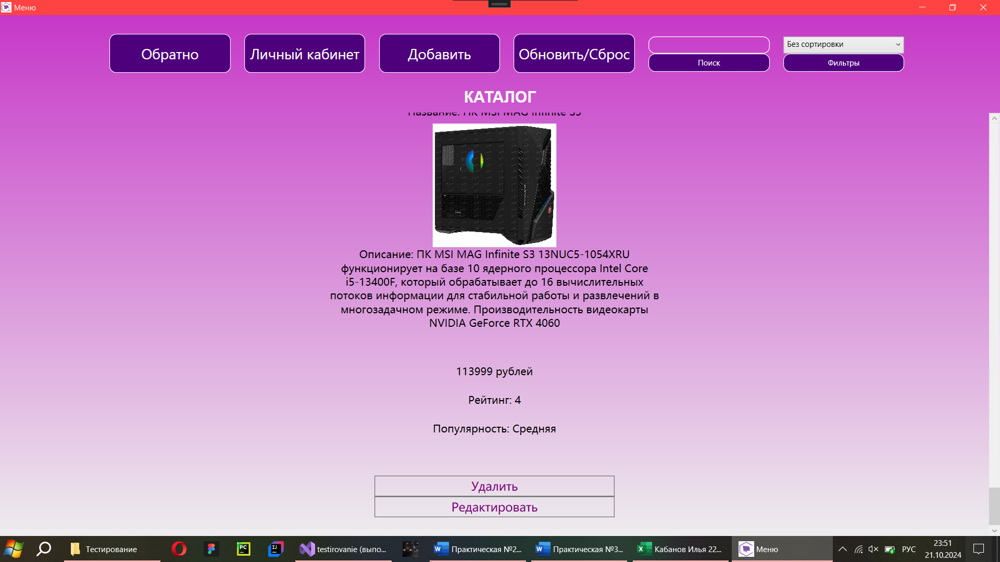 Меню
Обратно
Личный кабинет
Добавить
Обновить/Сброс
Без сортировки
Поиск
Фильтры
КАТАЛОГ
Название: ПК MSI MAG Infinite S3
Описание: ПК MSI MAG Infinite S3 13NUC5-1054XRU
функционирует на базе 10 ядерного процессора Intel Core
i5-13400F, который обрабатывает до 16 вычислительных
потоков информации для стабильной работы и развлечений в
многозадачном режиме. Производительность видеокарты
NVIDIA GeForce RTX 4060
113999 рублей
Рейтинг: 4
Популярность: Средняя
Удалить
Редактировать
Тестирование
PC
IJ
testirovanie (выпо...
Практическая №2...
Практическая №3...
Кабанов Илья 22...
Меню
РУС
23:51
21.10.2024